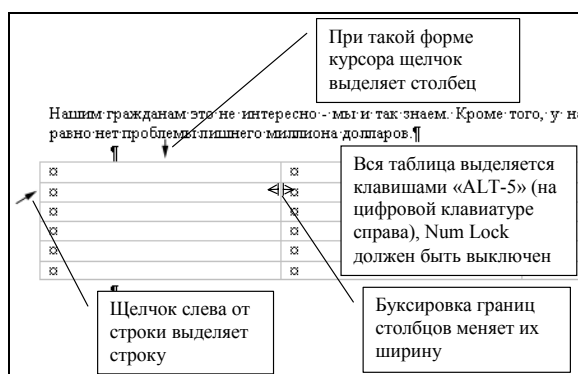 При такой форме
курсора щелчок
выделяет столбец
Нашим·гражданам·это·не·интересно·-·мы·и·так·знаем.·Кроме·того,·у·на
равно·нет·проблемы·лишнего·миллиона·долларов.¶
¶
¤ ¤
¤ ¤
¤ ¤
¤ ¤
¤ ¤
¤ ¤
Вся таблица выделяется
клавишами «ALT-5» (на
цифровой клавиатуре
справа), Num Lock
должен быть выключен
¶
Щелчок слева от
строки выделяет
строку
Буксировка границ
столбцов меняет их
ширину